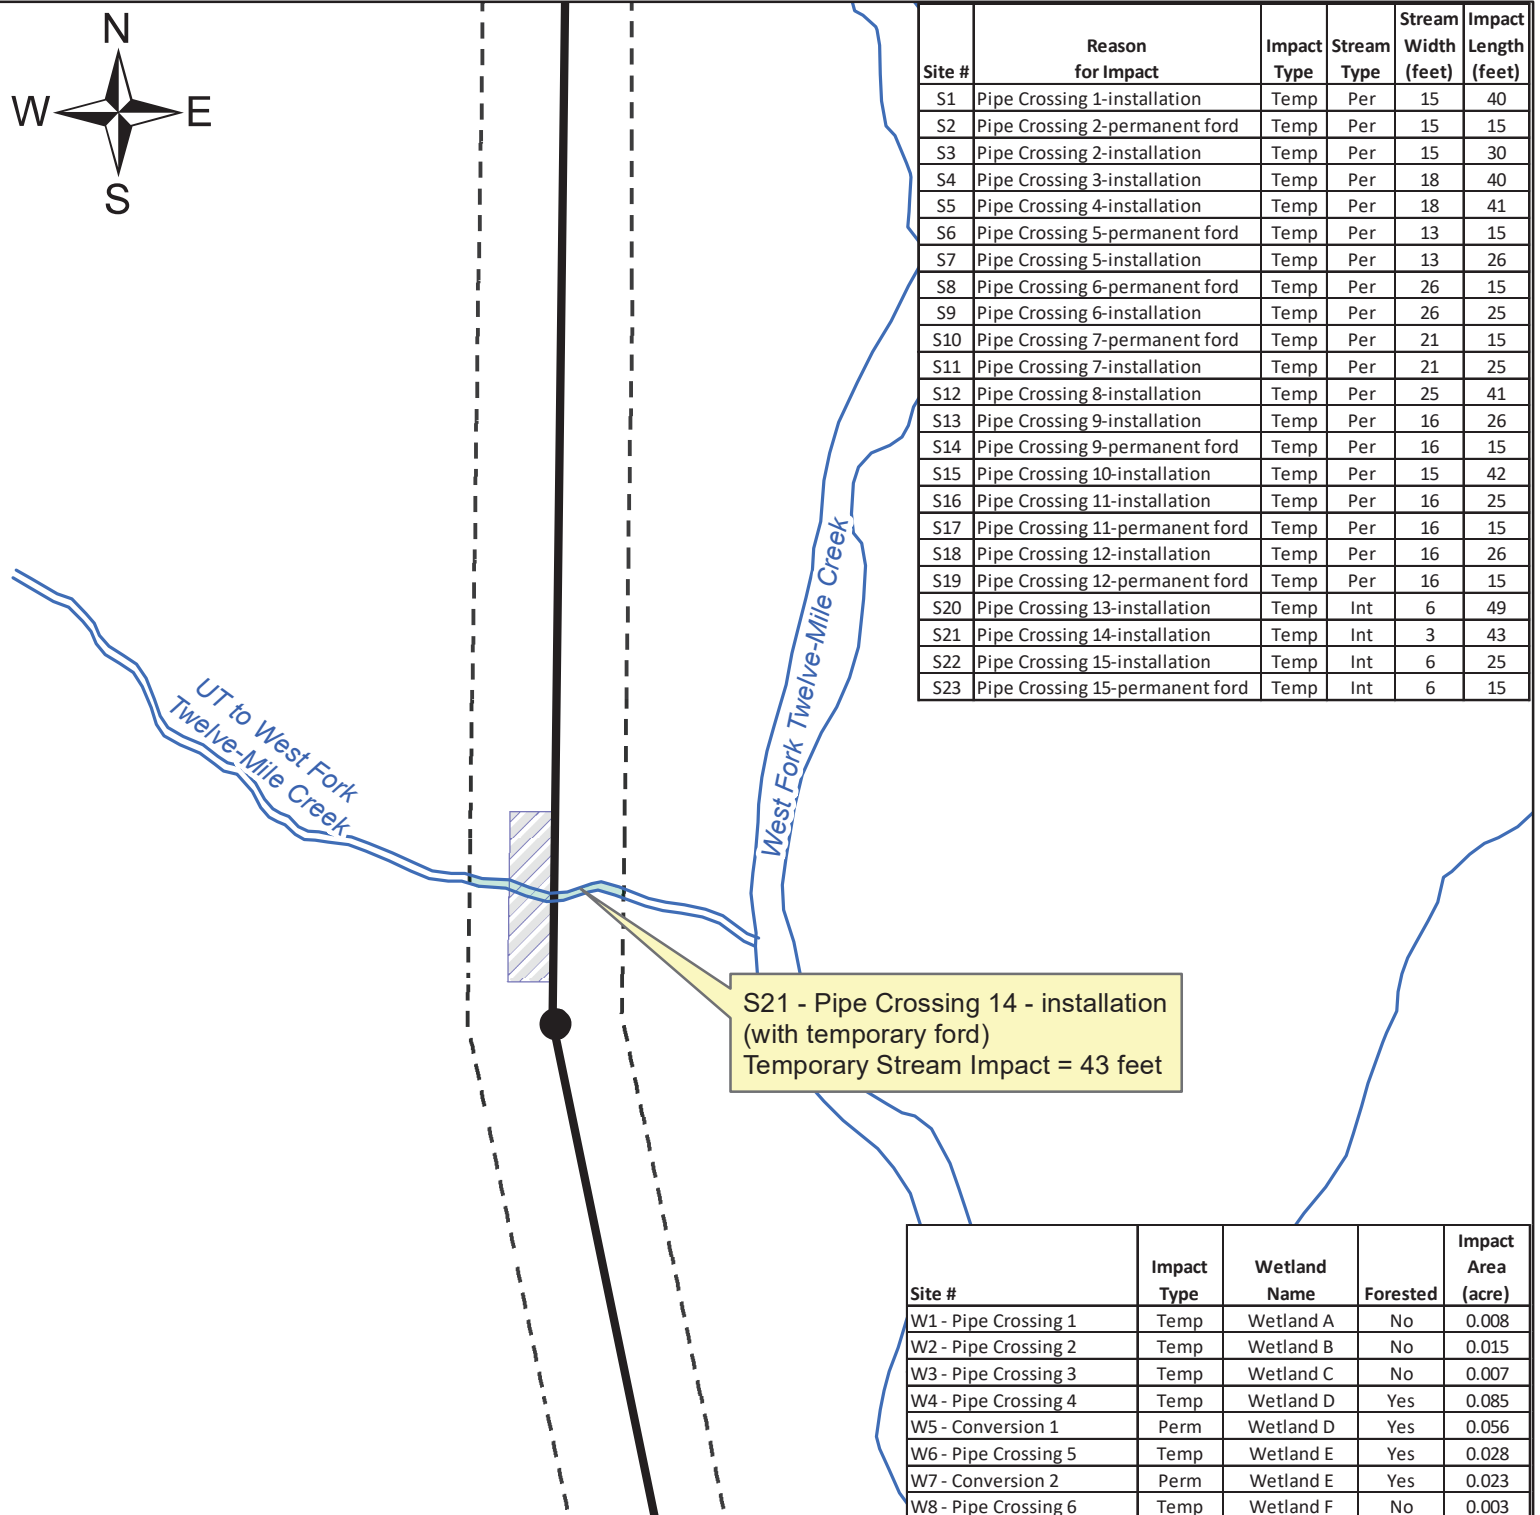 N
W E
S
Site # Reason for Impact Impact Type Stream Type Stream Width (feet) Impact Length (feet)
S1 Pipe Crossing 1-installation Temp Per 15 40
S2 Pipe Crossing 2-permanent ford Temp Per 15 15
S3 Pipe Crossing 2-installation Temp Per 15 30
S4 Pipe Crossing 3-installation Temp Per 18 40
S5 Pipe Crossing 4-installation Temp Per 18 41
S6 Pipe Crossing 5-permanent ford Temp Per 13 15
S7 Pipe Crossing 5-installation Temp Per 13 26
S8 Pipe Crossing 6-permanent ford Temp Per 26 15
S9 Pipe Crossing 6-installation Temp Per 26 25
S10 Pipe Crossing 7-permanent ford Temp Per 21 15
S11 Pipe Crossing 7-installation Temp Per 21 25
S12 Pipe Crossing 8-installation Temp Per 25 41
S13 Pipe Crossing 9-installation Temp Per 16 26
S14 Pipe Crossing 9-permanent ford Temp Per 16 15
S15 Pipe Crossing 10-installation Temp Per 15 42
S16 Pipe Crossing 11-installation Temp Per 16 25
S17 Pipe Crossing 11-permanent ford Temp Per 16 15
S18 Pipe Crossing 12-installation Temp Per 16 26
S19 Pipe Crossing 12-permanent ford Temp Per 16 15
S20 Pipe Crossing 13-installation Temp Int 6 49
S21 Pipe Crossing 14-installation Temp Int 3 43
S22 Pipe Crossing 15-installation Temp Int 6 25
S23 Pipe Crossing 15-permanent ford Temp Int 6 15
UT to West Fork
Twelve-Mile Creek
West Fork Twelve-Mile Creek
S21 - Pipe Crossing 14 - installation
(with temporary ford)
Temporary Stream Impact = 43 feet
Site # Impact Type Wetland Name Forested Impact Area (acre)
W1 - Pipe Crossing 1 Temp Wetland A No 0.008
W2 - Pipe Crossing 2 Temp Wetland B No 0.015
W3 - Pipe Crossing 3 Temp Wetland C No 0.007
W4 - Pipe Crossing 4 Temp Wetland D Yes 0.085
W5 - Conversion 1 Perm Wetland D Yes 0.056
W6 - Pipe Crossing 5 Temp Wetland E Yes 0.028
W7 - Conversion 2 Perm Wetland E Yes 0.023
W8 - Pipe Crossing 6 Temp Wetland F No 0.003